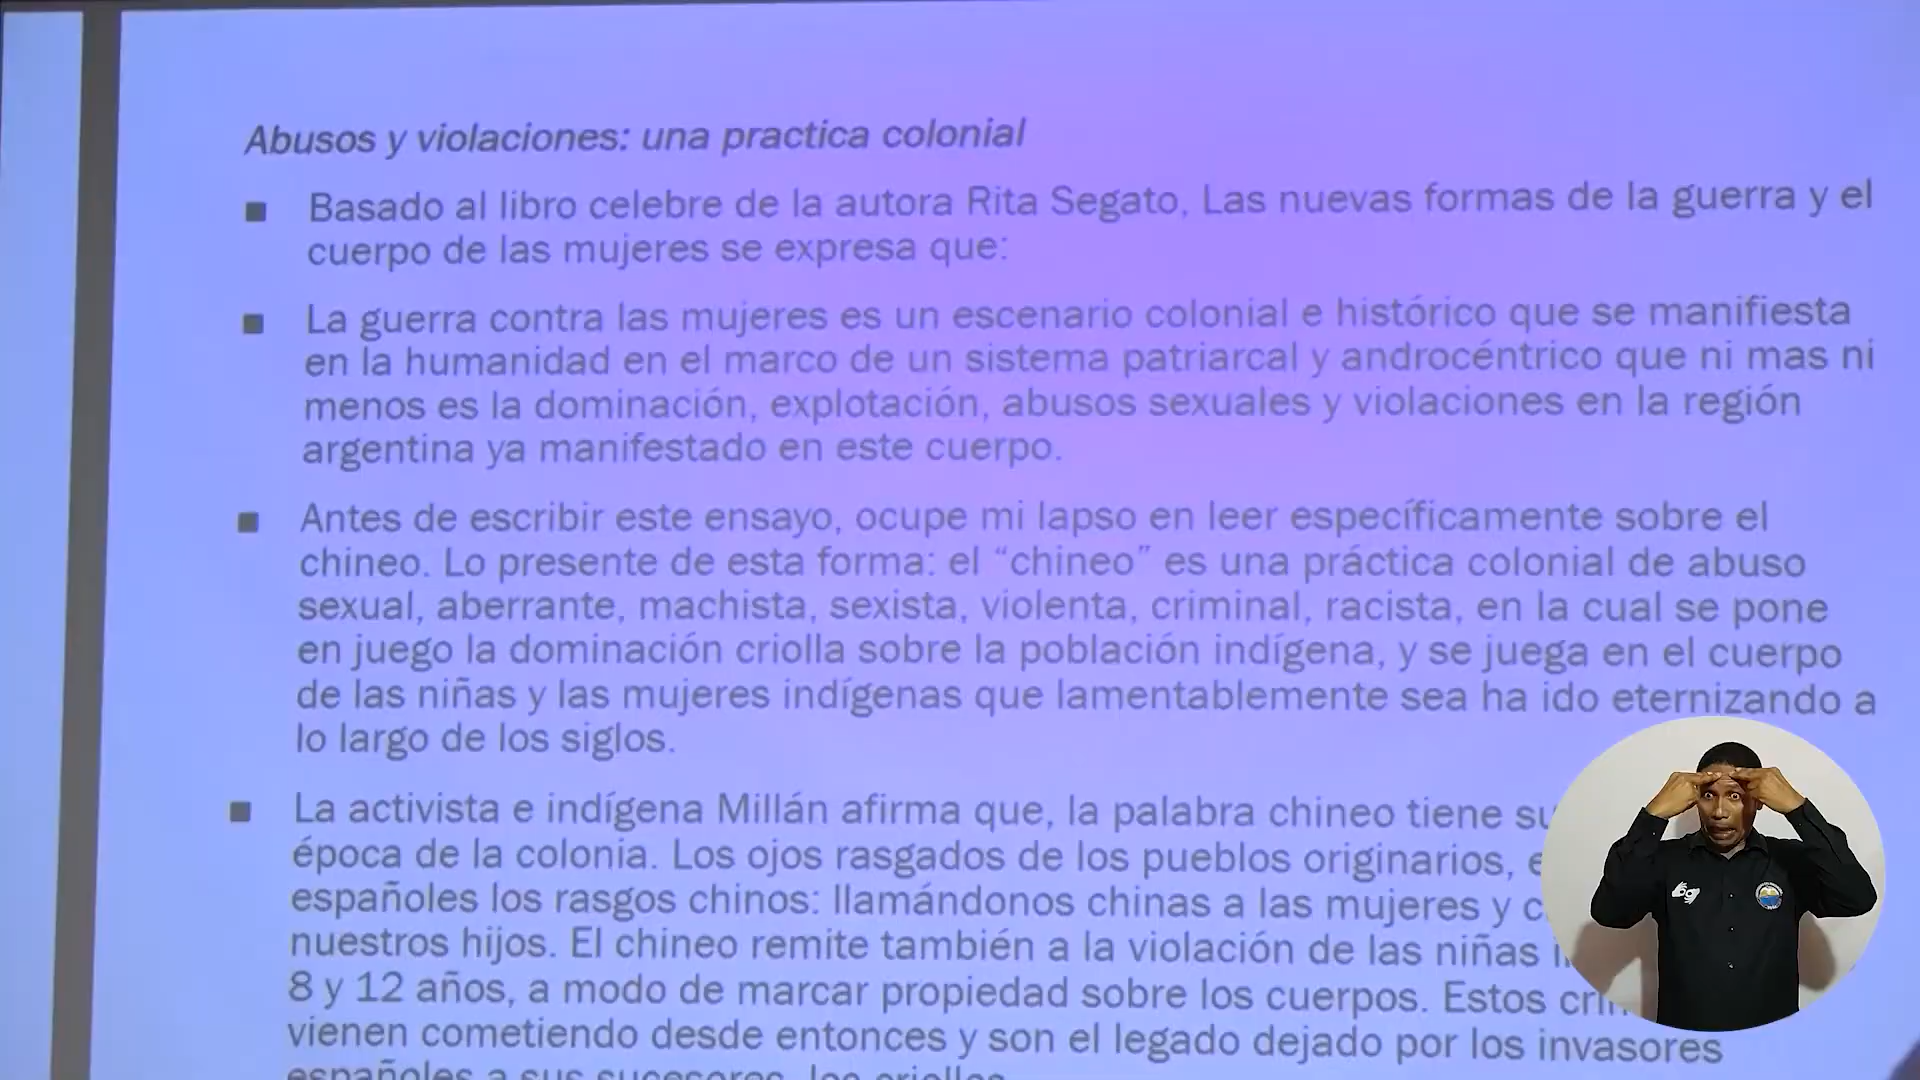 Abusos y violaciones: una practica colonial
■ Basado al libro celebre de la autora Rita Segato, Las nuevas formas de la guerra y el
cuerpo de las mujeres se expresa que:
■ La guerra contra las mujeres es un escenario colonial e histórico que se manifiesta
en la humanidad en el marco de un sistema patriarcal y androcéntrico que ni mas ni
menos es la dominación, explotación, abusos sexuales y violaciones en la región
argentina ya manifestado en este cuerpo.
■ Antes de escribir este ensayo, ocupe mi lapso en leer específicamente sobre el
chineo. Lo presente de esta forma: el “chineo” es una práctica colonial de abuso
sexual, aberrante, machista, sexista, violenta, criminal, racista, en la cual se pone
en juego la dominación criolla sobre la población indígena, y se juega en el cuerpo
de las niñas y las mujeres indígenas que lamentablemente sea ha ido eternizando a
lo largo de los siglos.
■ La activista e indígena Millán afirma que, la palabra chineo tiene
época de la colonia. Los ojos rasgados de los pueblos originarios,
españoles los rasgos chinos: llamándonos chinas a las mujeres y
nuestros hijos. El chineo remite también a la violación de las niñas
8 y 12 años, a modo de marcar propiedad sobre los cuerpos. Estos
vienen cometiendo desde entonces y son el legado dejado por los invasores
españoles a sus sucesores, los criollos